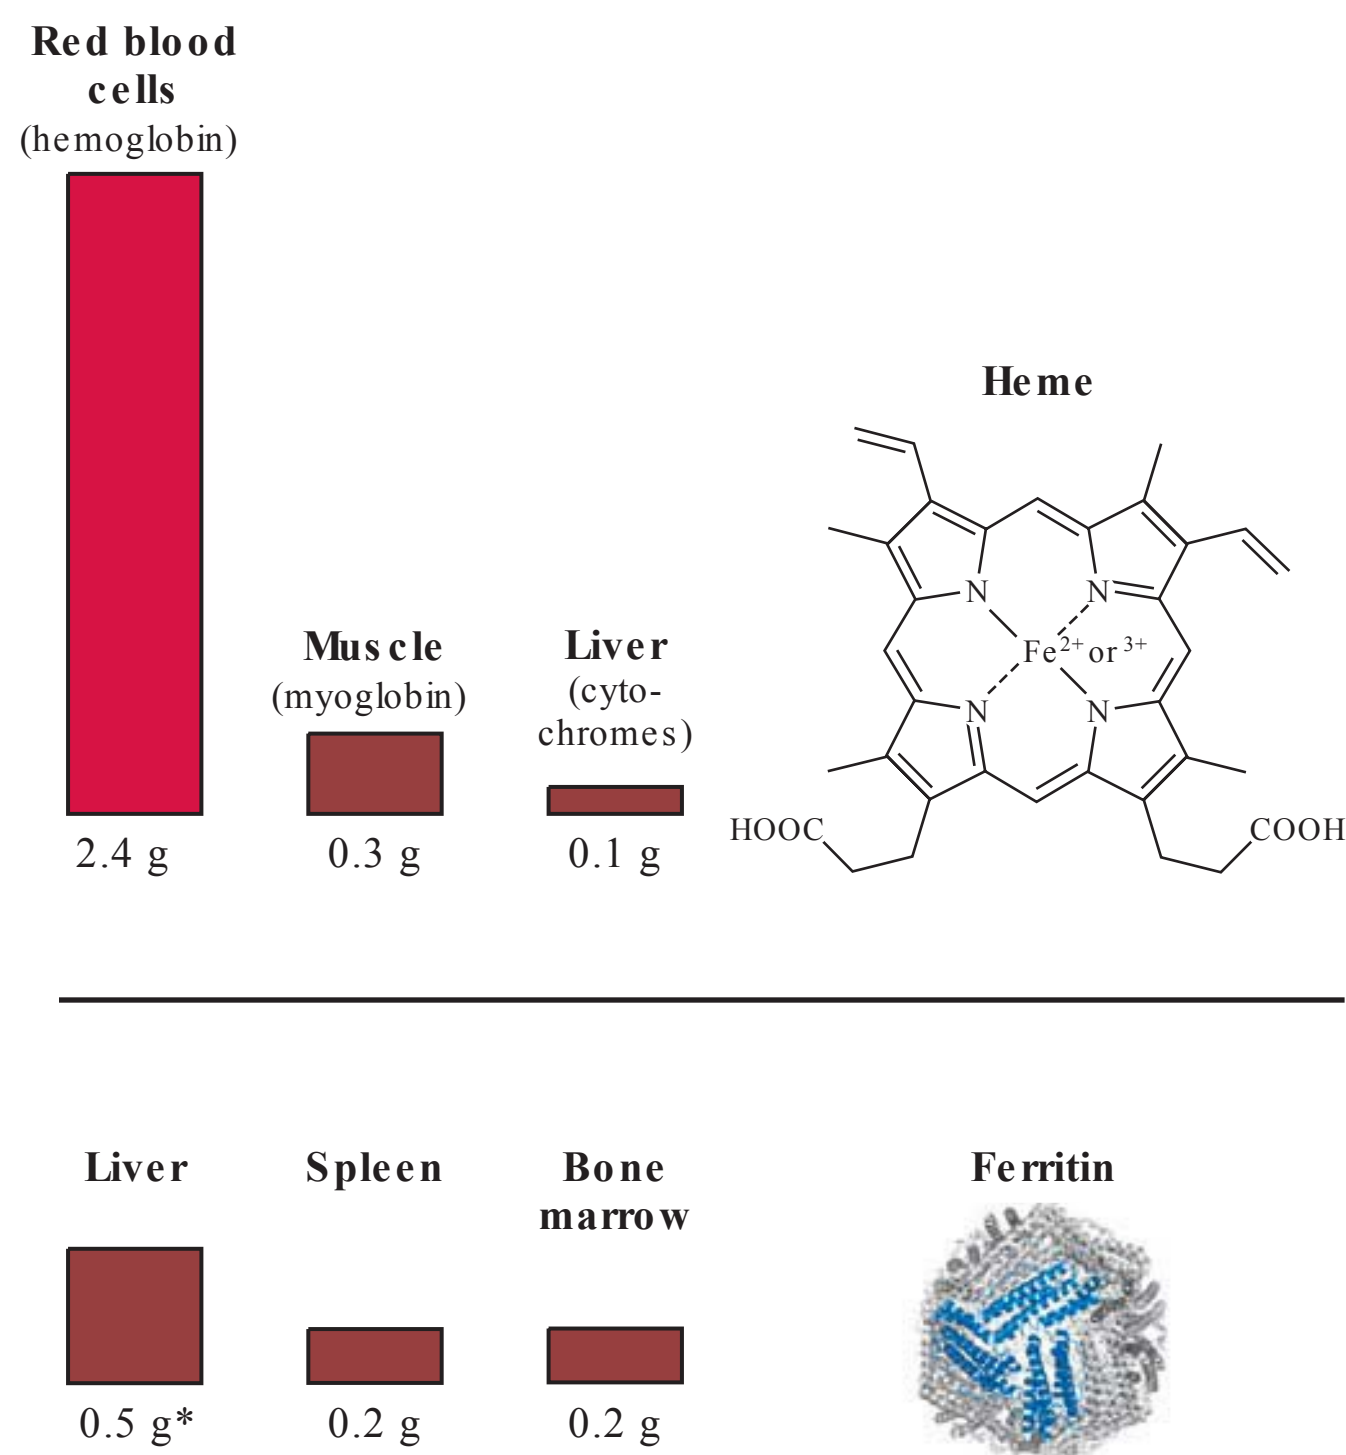 Red blood
cells
(hemoglobin)
2.4 g
Muscle
(myoglobin)
0.3 g
Liver
(cyto-
chromes)
0.1 g
Heme
N
N
Fe2+ or 3+
N
N
HOOC
COOH
Liver
0.5 g*
Spleen
0.2 g
Bone
marrow
0.2 g
Ferritin